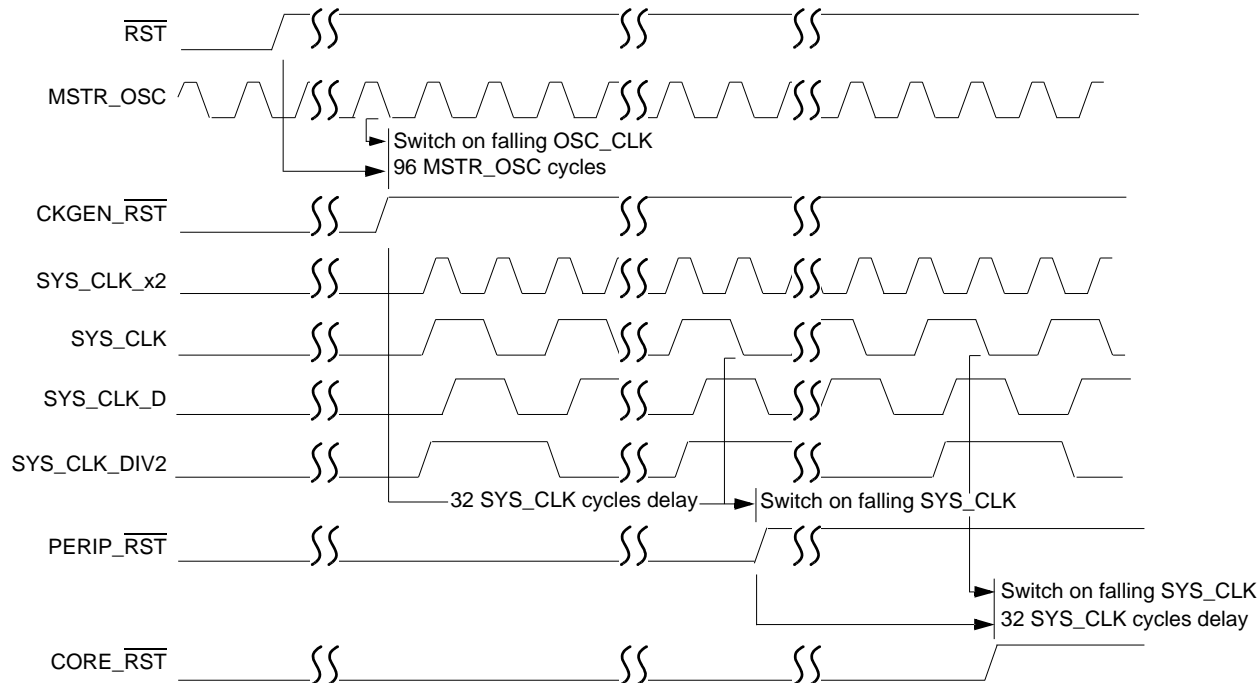 RST
MSTR_OSC
Switch on falling OSC_CLK
96 MSTR_OSC cycles
CKGEN_RST
SYS_CLK_x2
SYS_CLK
SYS_CLK_D
SYS_CLK_DIV2
32 SYS_CLK cycles delay
Switch on falling SYS_CLK
PERIP_RST
Switch on falling SYS_CLK
32 SYS_CLK cycles delay
CORE_RST